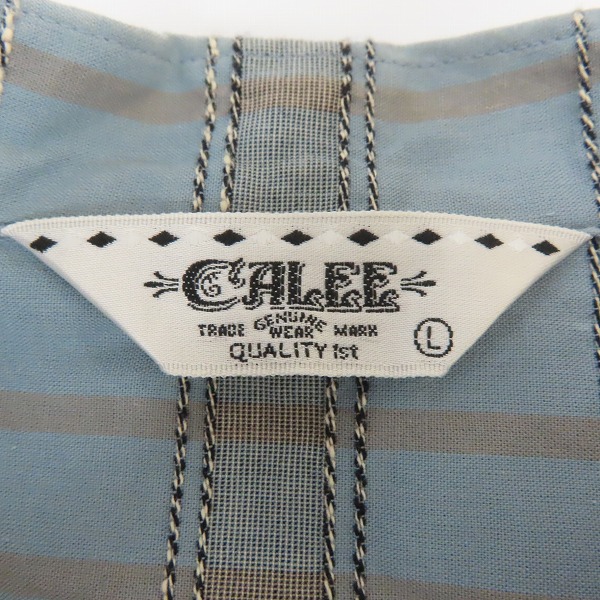 CALEE
TRADE GENUINE WEAR MARK
QUALITY 1st
L